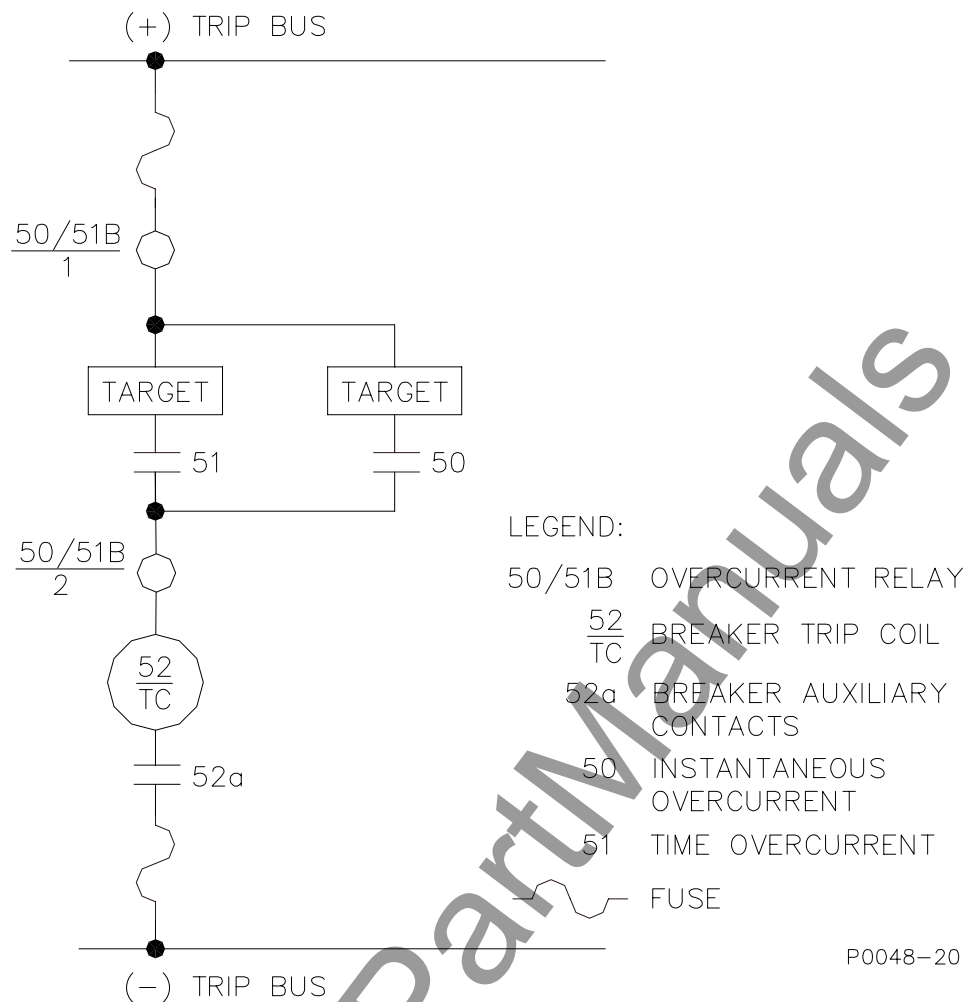 (+) TRIP BUS
50/51B
1
TARGET
TARGET
51
50
50/51B
2
52
TC
52a
(-) TRIP BUS
LEGEND:
50/51B OVERCURRENT RELAY
52
TC
BREAKER TRIP COIL
52a BREAKER AUXILIARY
CONTACTS
50 INSTANTANEOUS
OVERCURRENT
51 TIME OVERCURRENT
FUSE
P0048-20
PartManuals